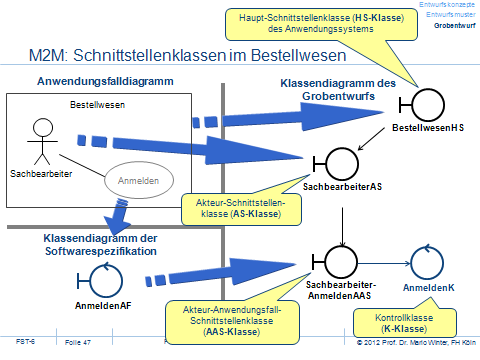 Entwurfskonzepte
Entwurfsmuster
Grobentwurf
Haupt-Schnittstellenklasse (HS-Klasse)
des Anwendungssystems
M2M: Schnittstellenklassen im Bestellwesen
Anwendungsfalldiagramm
Klassendiagramm des
Grobentwurfs
Bestellwesen
BestellwesenHS
Sachbearbeiter
Anmelden
SachbearbeiterAS
Akteur-Schnittstellen-
klasse (AS-Klasse)
Klassendiagramm der
Softwarespezifikation
AnmeldenAF
Sachbearbeiter-
AnmeldenAAS
AnmeldenK
Akteur-Anwendungsfall-
Schnittstellenklasse
(AAS-Klasse)
Kontrollklasse
(K-Klasse)
FST-6
Folie 47
© 2012 Prof. Dr. Mario Winter, FH Köln